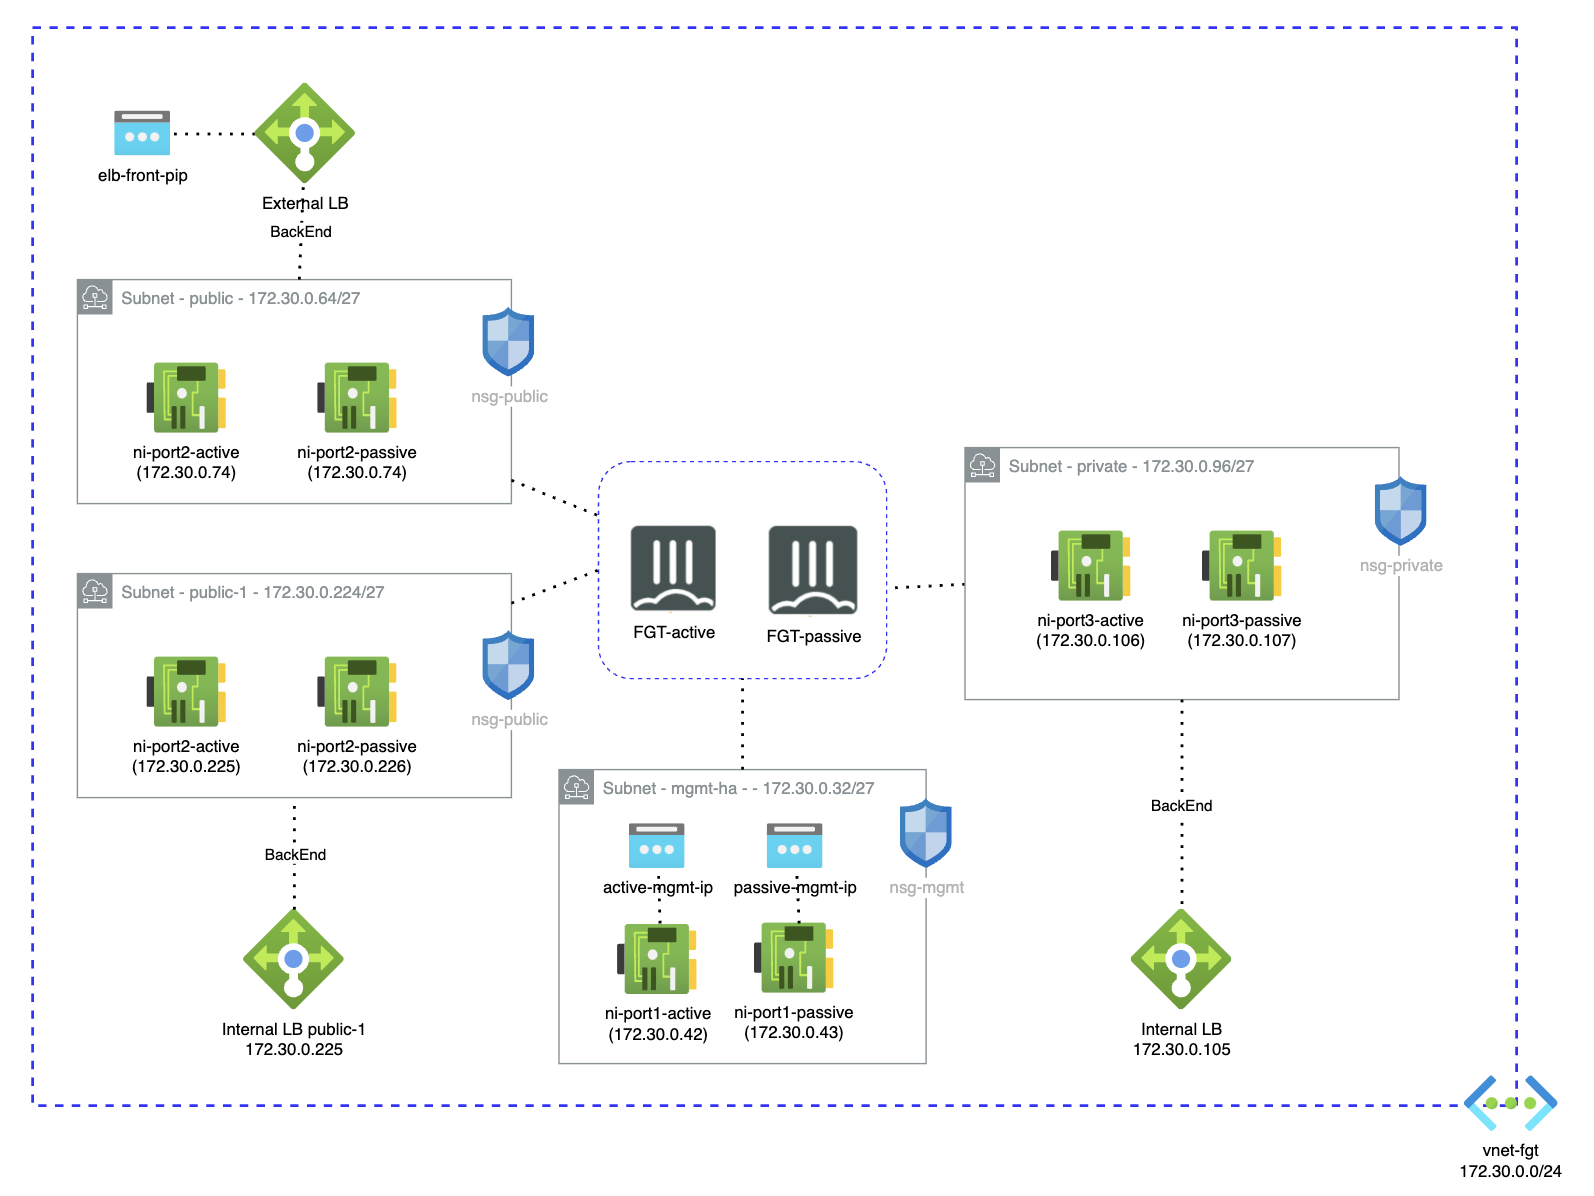 elb-front-pip
External LB
BackEnd
Subnet - public - 172.30.0.64/27
nsg-public
ni-port2-active
(172.30.0.74)
ni-port2-passive
(172.30.0.74)
Subnet - public-1 - 172.30.0.224/27
nsg-public
ni-port2-active
(172.30.0.225)
ni-port2-passive
(172.30.0.226)
BackEnd
Internal LB public-1
172.30.0.225
FGT-active
FGT-passive
Subnet - mgmt-ha - - 172.30.0.32/27
nsg-mgmt
active-mgmt-ip
passive-mgmt-ip
ni-port1-active
(172.30.0.42)
ni-port1-passive
(172.30.0.43)
Subnet - private - 172.30.0.96/27
nsg-private
ni-port3-active
(172.30.0.106)
ni-port3-passive
(172.30.0.107)
BackEnd
Internal LB
172.30.0.105
vnet-fgt
172.30.0.0/24